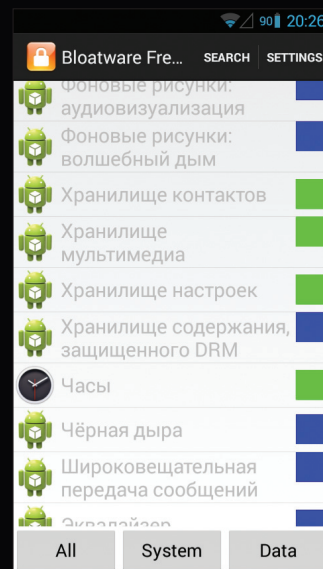 90 20:26
Bloatware Fre... SEARCH SETTINGS
Фоновые рисунки:
аудиовизуализация
Фоновые рисунки:
волшебный дым
Хранилище контактов
Хранилище
мультимедиа
Хранилище настроек
Хранилище содержания,
защищенного DRM
Часы
Чёрная дыра
Широковещательная
передача сообщений
Эквалайзер
All System Data